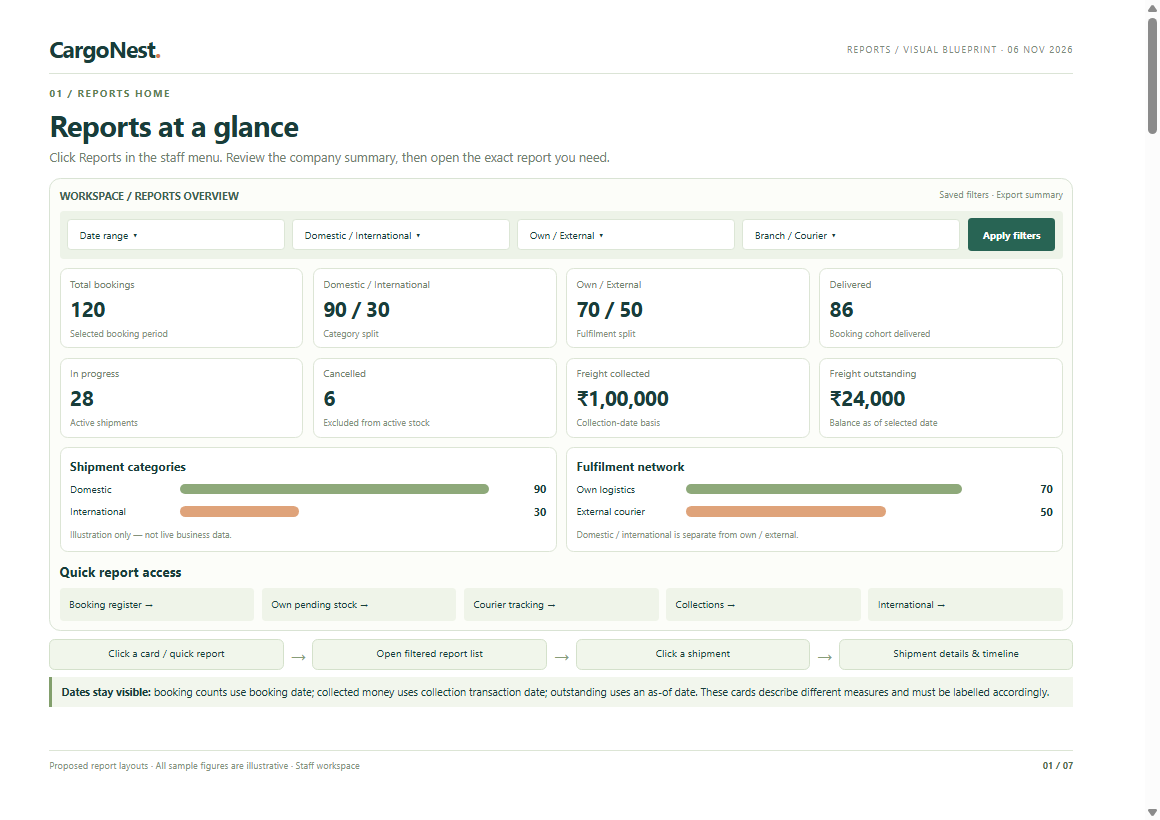 CargoNest.
REPORTS / VISUAL BLUEPRINT · 06 NOV 2026
01 / REPORTS HOME
Reports at a glance
Click Reports in the staff menu. Review the company summary, then open the exact report you need.
WORKSPACE / REPORTS OVERVIEW
Saved filters · Export summary
Date range ▾
Domestic / International ▾
Own / External ▾
Branch / Courier ▾
Apply filters
Total bookings
120
Selected booking period
Domestic / International
90 / 30
Category split
Own / External
70 / 50
Fulfilment split
Delivered
86
Booking cohort delivered
In progress
28
Active shipments
Cancelled
6
Excluded from active stock
Freight collected
₹1,00,000
Collection-date basis
Freight outstanding
₹24,000
Balance as of selected date
Shipment categories
Domestic 90
International 30
Illustration only — not live business data.
Fulfilment network
Own logistics 70
External courier 50
Domestic / international is separate from own / external.
Quick report access
Booking register →
Own pending stock →
Courier tracking →
Collections →
International →
Click a card / quick report → Open filtered report list → Click a shipment → Shipment details & timeline
Dates stay visible: booking counts use booking date; collected money uses collection transaction date; outstanding uses an as-of date. These cards describe different measures and must be labelled accordingly.
Proposed report layouts · All sample figures are illustrative · Staff workspace
01 / 07